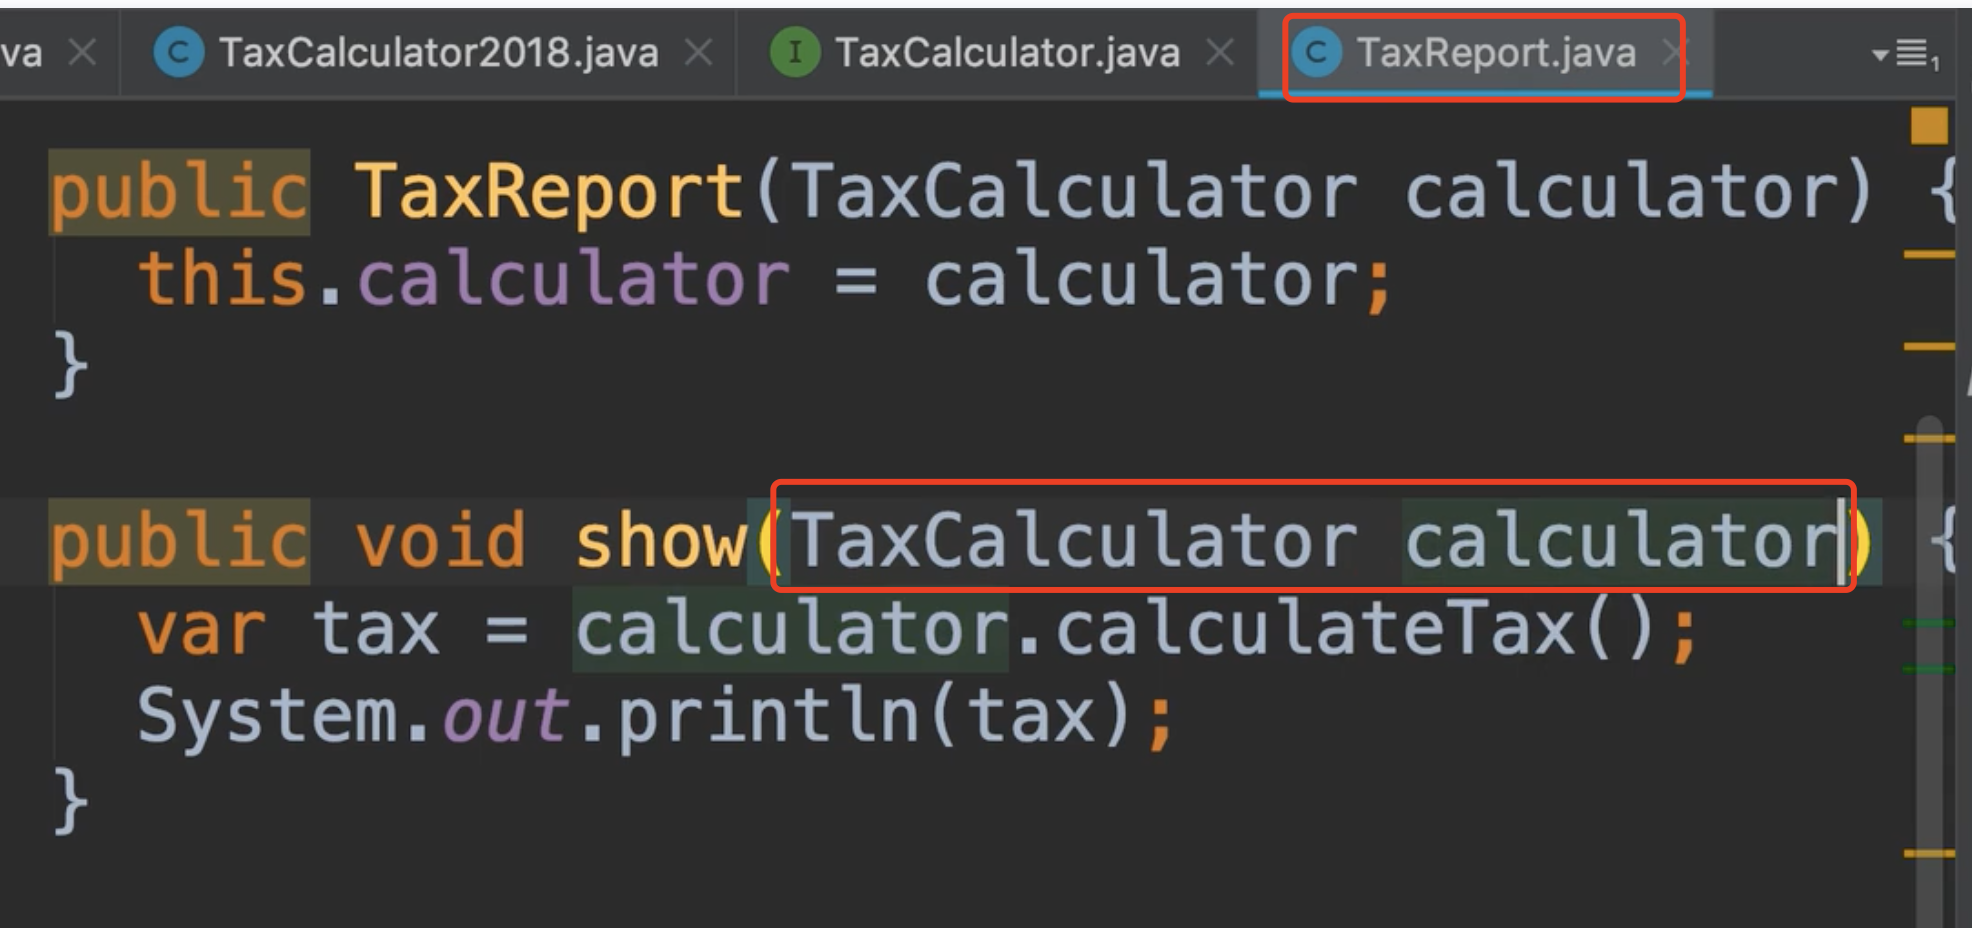 va TaxCalculator2018.java TaxCalculator.java TaxReport.java
public TaxReport(TaxCalculator calculator) {
this.calculator = calculator;
}
public void show(TaxCalculator calculator) {
var tax = calculator.calculateTax();
System.out.println(tax);
}